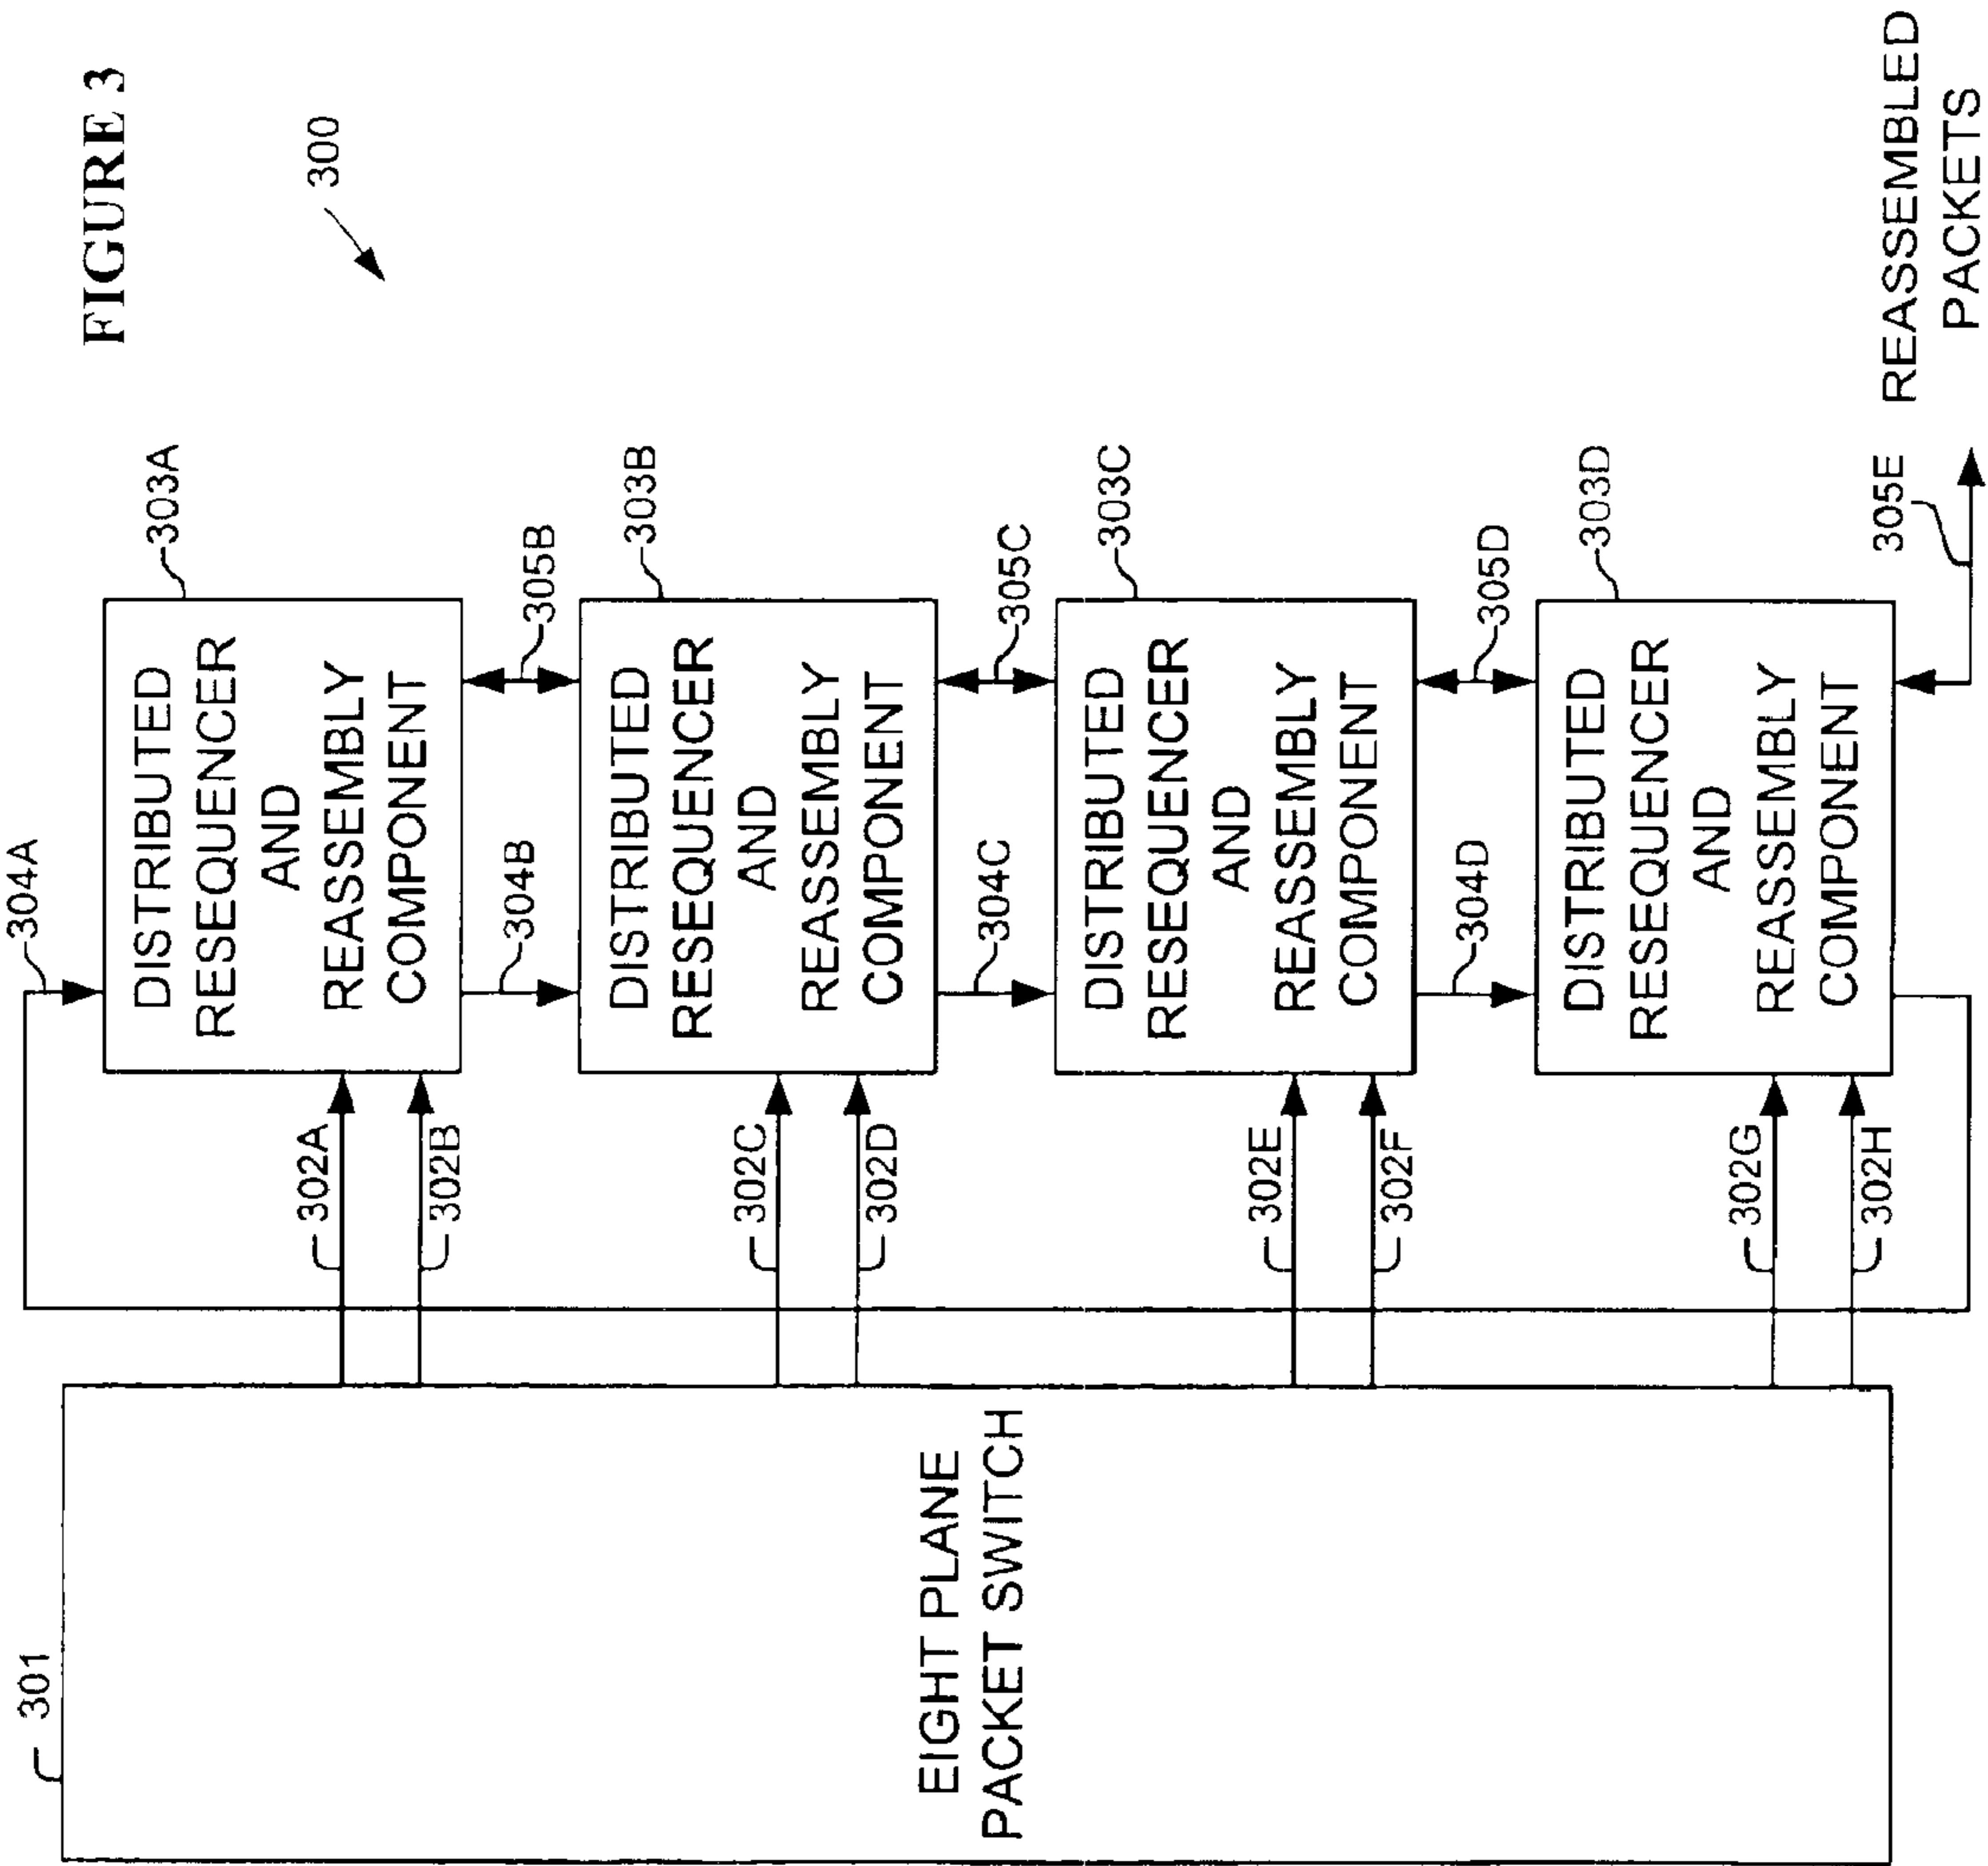 FIGURE 3
300
301
EIGHT PLANE
PACKET SWITCH
302A
302B
302C
302D
302E
302F
302G
302H
304A
303A
DISTRIBUTED
RESEQUENCER
AND
REASSEMBLY
COMPONENT
304B
305B
303B
DISTRIBUTED
RESEQUENCER
AND
REASSEMBLY
COMPONENT
304C
305C
303C
DISTRIBUTED
RESEQUENCER
AND
REASSEMBLY
COMPONENT
304D
305D
303D
DISTRIBUTED
RESEQUENCER
AND
REASSEMBLY
COMPONENT
305E
REASSEMBLED
PACKETS